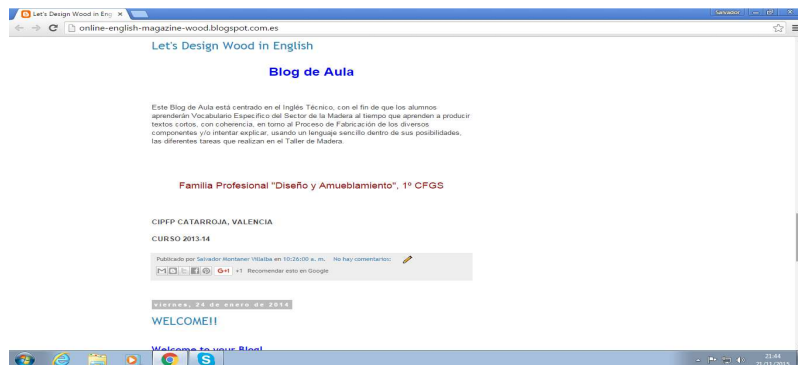 Let's Design Wood in Eng
Salvador
online-english-magazine-wood.blogspot.com.es
Let's Design Wood in English
Blog de Aula
Este Blog de Aula está centrado en el Inglés Técnico, con el fin de que los alumnos
aprenderán Vocabulario Específico del Sector de la Madera al tiempo que aprenden a producir
textos cortos, con coherencia, en torno al Proceso de Fabricación de los diversos
componentes y/o intentar explicar, usando un lenguaje sencillo dentro de sus posibilidades,
las diferentes tareas que realizan en el Taller de Madera.
Familia Profesional "Diseño y Amueblamiento", 1º CFGS
CIPFP CATARROJA, VALENCIA
CURSO 2013-14
Publicado por Salvador Montaner Villalba en 10:26:00 a. m. No hay comentarios:
G+1 +1 Recomendar esto en Google
viernes, 24 de enero de 2014
WELCOME!!
Welcome to your Blog!
21:44
21/11/2015